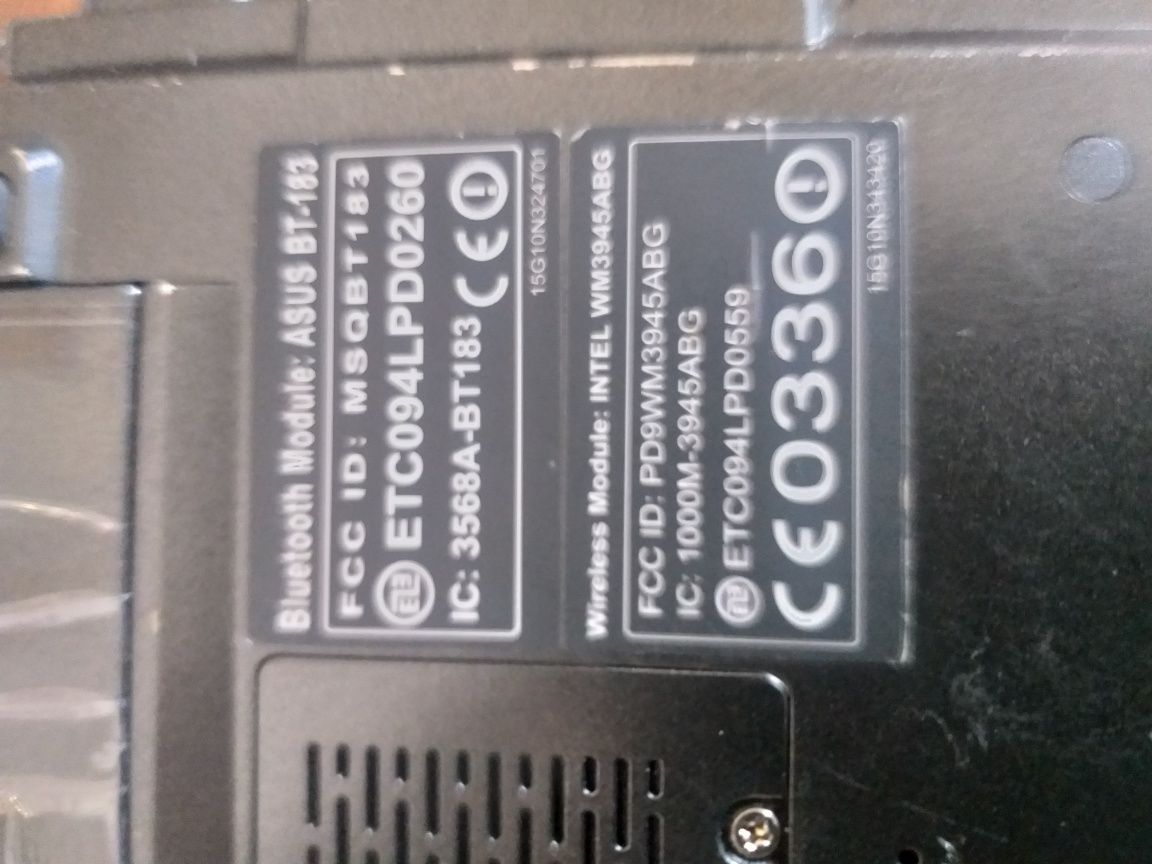 Bluetooth Module: ASUS BT-183
FCC ID: MSQBT183
ETC094LPD0260
IC: 3568A-BT183 CE
15G10N324701
Wireless Module: INTEL WM3945ABG
FCC ID: PD9WM3945ABG
IC: 1000M-3945ABG
ETC094LPD0559
CE0336
15G10N343420